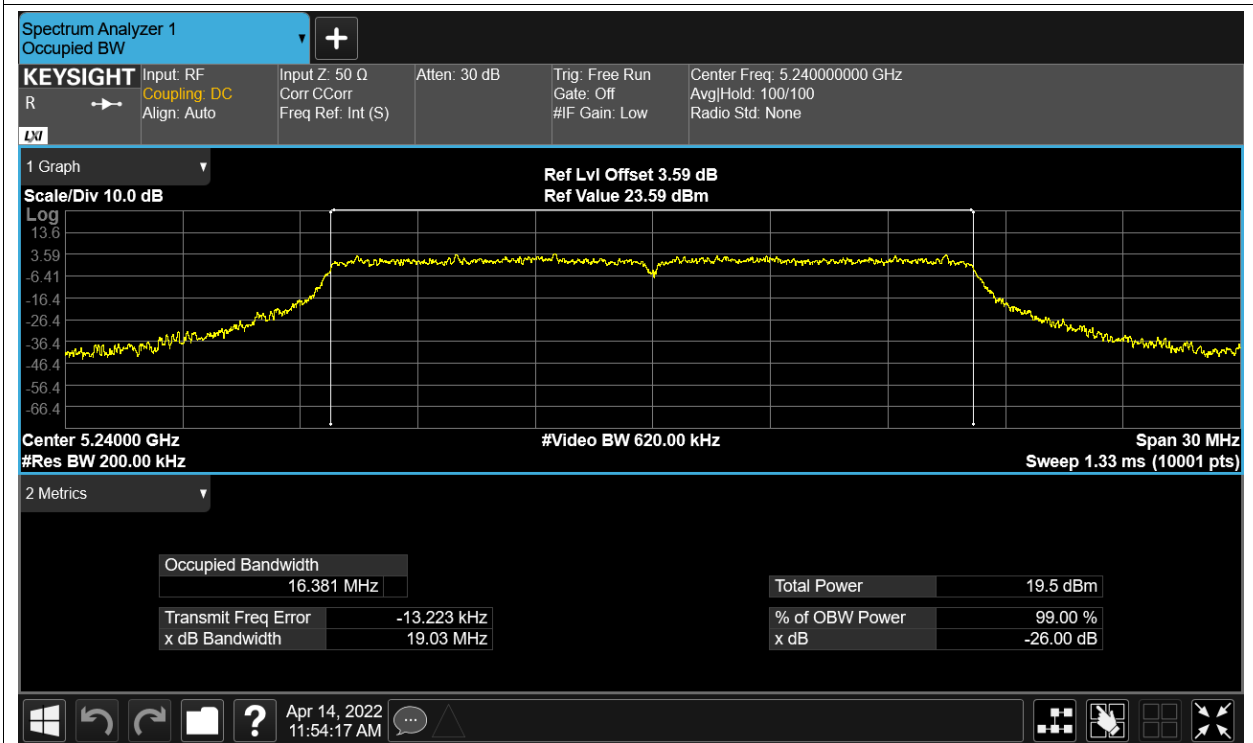 Spectrum Analyzer 1
Occupied BW
KEYSIGHT
R
LXI
Input: RF
Coupling: DC
Align: Auto
Input Z: 50 Ω
Corr CCorr
Freq Ref: Int (S)
Atten: 30 dB
Trig: Free Run
Gate: Off
#IF Gain: Low
Center Freq: 5.240000000 GHz
Avg|Hold: 100/100
Radio Std: None
1 Graph
Scale/Div 10.0 dB
Ref Lvl Offset 3.59 dB
Ref Value 23.59 dBm
Log
13.6
3.59
-6.41
-16.4
-26.4
-36.4
-46.4
-56.4
-66.4
Center 5.24000 GHz
#Video BW 620.00 kHz
Span 30 MHz
#Res BW 200.00 kHz
Sweep 1.33 ms (10001 pts)
2 Metrics
Occupied Bandwidth
16.381 MHz
Total Power 19.5 dBm
Transmit Freq Error -13.223 kHz
% of OBW Power 99.00 %
x dB Bandwidth 19.03 MHz
x dB -26.00 dB
?
Apr 14, 2022
11:54:17 AM